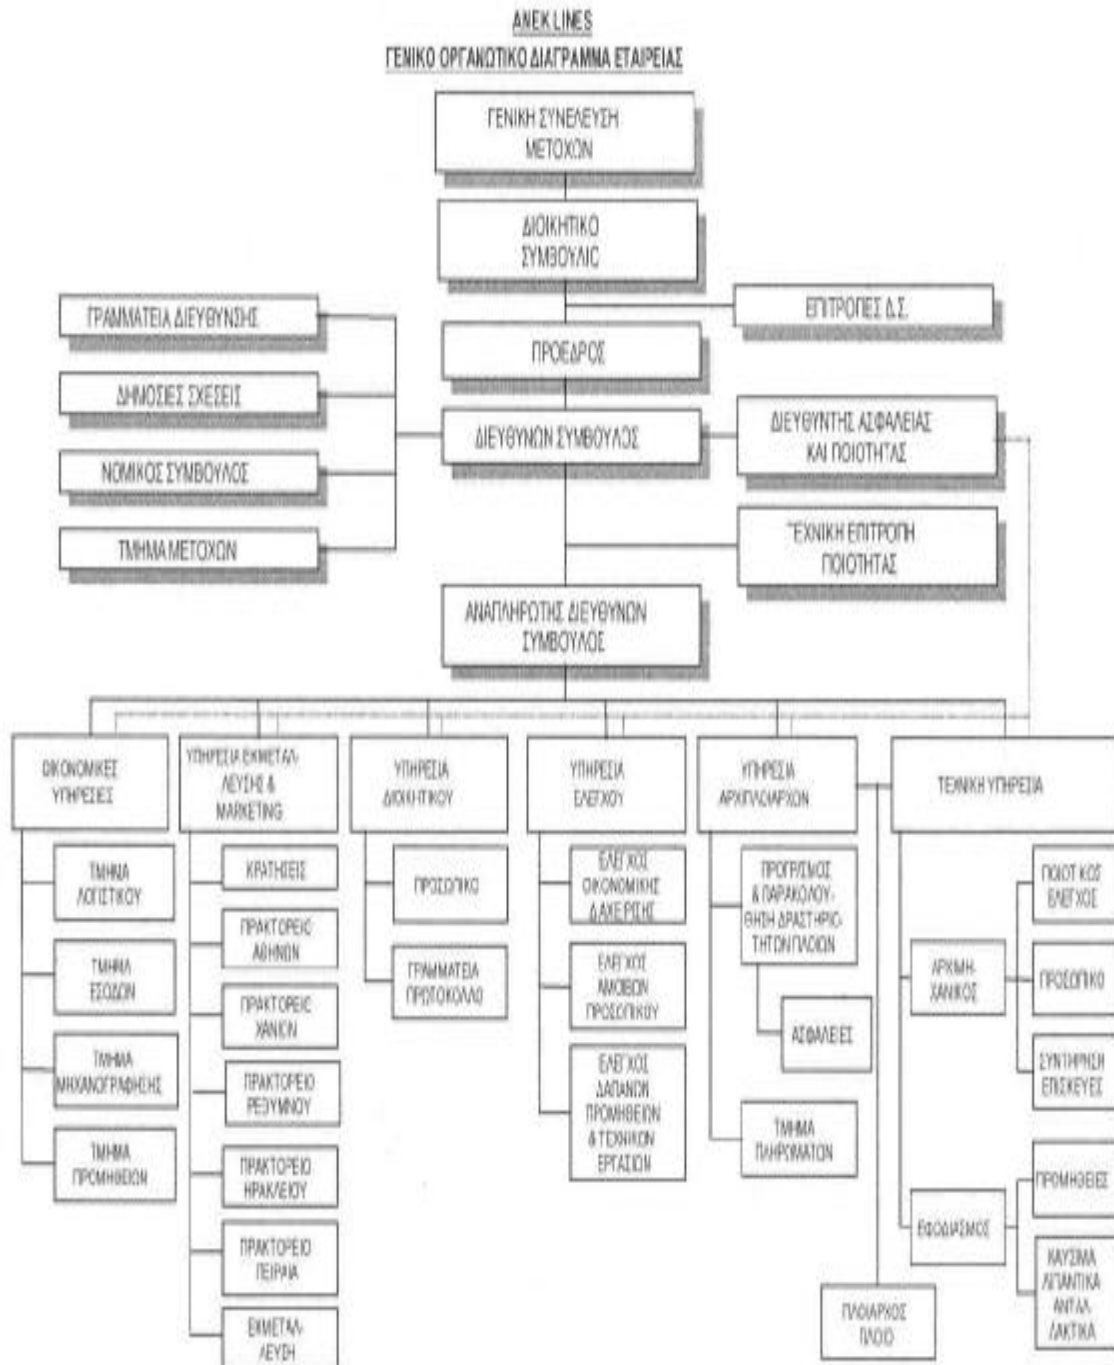 ANEK LINES
ΓΕΝΙΚΟ ΟΡΓΑΝΩΤΙΚΟ ΔΙΑΓΡΑΜΜΑ ΕΤΑΙΡΕΙΑΣ
ΓΕΝΙΚΗ ΣΥΝΕΛΕΥΣΗ
ΜΕΤΟΧΩΝ
ΔΙΟΙΚΗΤΙΚΟ
ΣΥΜΒΟΥΛΙΟ
ΕΠΙΤΡΟΠΕΣ Δ.Σ.
ΓΡΑΜΜΑΤΕΙΑ ΔΙΕΥΘΥΝΣΗΣ
ΠΡΟΕΔΡΟΣ
ΔΗΜΟΣΙΕΣ ΣΧΕΣΕΙΣ
ΔΙΕΥΘΥΝΩΝ ΣΥΜΒΟΥΛΟΣ
ΔΙΕΥΘΥΝΤΗΣ ΑΣΦΑΛΕΙΑΣ
ΚΑΙ ΠΟΙΟΤΗΤΑΣ
ΝΟΜΙΚΟΣ ΣΥΜΒΟΥΛΟΣ
ΤΜΗΜΑ ΜΕΤΟΧΩΝ
ΤΕΧΝΙΚΗ ΕΠΙΤΡΟΠΗ
ΠΟΙΟΤΗΤΑΣ
ΑΝΑΠΛΗΡΩΤΗΣ ΔΙΕΥΘΥΝΩΝ
ΣΥΜΒΟΥΛΟΣ
ΟΙΚΟΝΟΜΙΚΕΣ
ΥΠΗΡΕΣΙΕΣ
ΤΜΗΜΑ
ΛΟΓΙΣΤΙΚΟΥ
ΤΜΗΜΑ
ΕΣΟΔΩΝ
ΤΜΗΜΑ
ΜΗΧΑΝΟΓΡΑΦΗΣΗΣ
ΤΜΗΜΑ
ΠΡΟΜΗΘΕΙΩΝ
ΥΠΗΡΕΣΙΑ ΕΚΜΕΤΑΛ-
ΛΕΥΣΗΣ &
MARKETING
ΚΡΑΤΗΣΕΙΣ
ΠΡΑΚΤΟΡΕΙΟ
ΑΘΗΝΩΝ
ΠΡΑΚΤΟΡΕΙΟ
ΧΑΝΙΩΝ
ΠΡΑΚΤΟΡΕΙΟ
ΡΕΘΥΜΝΟΥ
ΠΡΑΚΤΟΡΕΙΟ
ΗΡΑΚΛΕΙΟΥ
ΠΡΑΚΤΟΡΕΙΟ
ΠΕΙΡΑΙΑ
ΕΚΜΕΤΑΛ-
ΛΕΥΣΗ
ΥΠΗΡΕΣΙΑ
ΔΙΟΙΚΗΤΙΚΟΥ
ΠΡΟΣΩΠΙΚΟ
ΓΡΑΜΜΑΤΕΙΑ
ΠΡΩΤΟΚΟΛΛΟ
ΥΠΗΡΕΣΙΑ
ΕΛΕΓΧΟΥ
ΕΛΕΓΧΟΣ
ΟΙΚΟΝΟΜΙΚΗΣ
ΔΙΑΧΕΙΡΙΣΗΣ
ΕΛΕΓΧΟΣ
ΑΜΟΙΒΩΝ
ΠΡΟΣΩΠΙΚΟΥ
ΕΛΕΓΧΟΣ
ΔΑΠΑΝΩΝ
ΠΡΟΜΗΘΕΙΩΝ
& ΤΕΧΝΙΚΩΝ
ΕΡΓΑΣΙΩΝ
ΥΠΗΡΕΣΙΑ
ΑΡΧΙΠΛΟΙΑΡΧΩΝ
ΠΡΟΓΡ/ΣΜΟΣ
& ΠΑΡΑΚΟΛΟΥ-
ΘΗΣΗ ΔΡΑΣΤΗΡΙΟ-
ΤΗΤΩΝ ΠΛΟΙΩΝ
ΑΣΦΑΛΕΙΕΣ
ΤΜΗΜΑ
ΠΛΗΡΩΜΑΤΩΝ
ΠΛΟΙΑΡΧΟΣ
ΠΛΟΙΟ
ΤΕΧΝΙΚΗ ΥΠΗΡΕΣΙΑ
ΑΡΧΙΜΗ-
ΧΑΝΙΚΟΣ
ΠΟΙΟΤΙΚΟΣ
ΕΛΕΓΧΟΣ
ΠΡΟΣΩΠΙΚΟ
ΣΥΝΤΗΡΗΣΗ
ΕΠΙΣΚΕΥΕΣ
ΕΦΟΔΙΑΣΜΟΣ
ΠΡΟΜΗΘΕΙΕΣ
ΚΑΥΣΙΜΑ
ΛΙΠΑΝΤΙΚΑ
ΑΝΤΑΛ-
ΛΑΚΤΙΚΑ